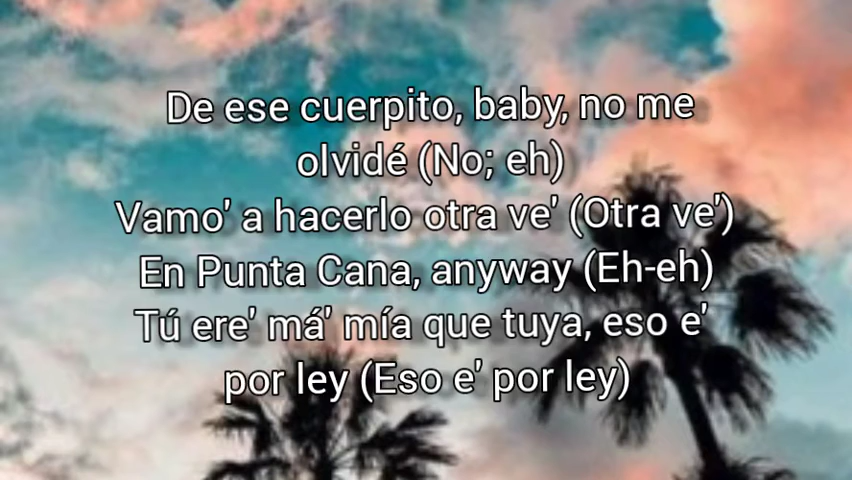 De ese cuerpito, baby, no me
olvidé (No; eh)
Vamo' a hacerlo otra ve' (Otra ve')
En Punta Cana, anyway (Eh-eh)
Tú ere' má' mía que tuya, eso e'
por ley (Eso e' por ley)